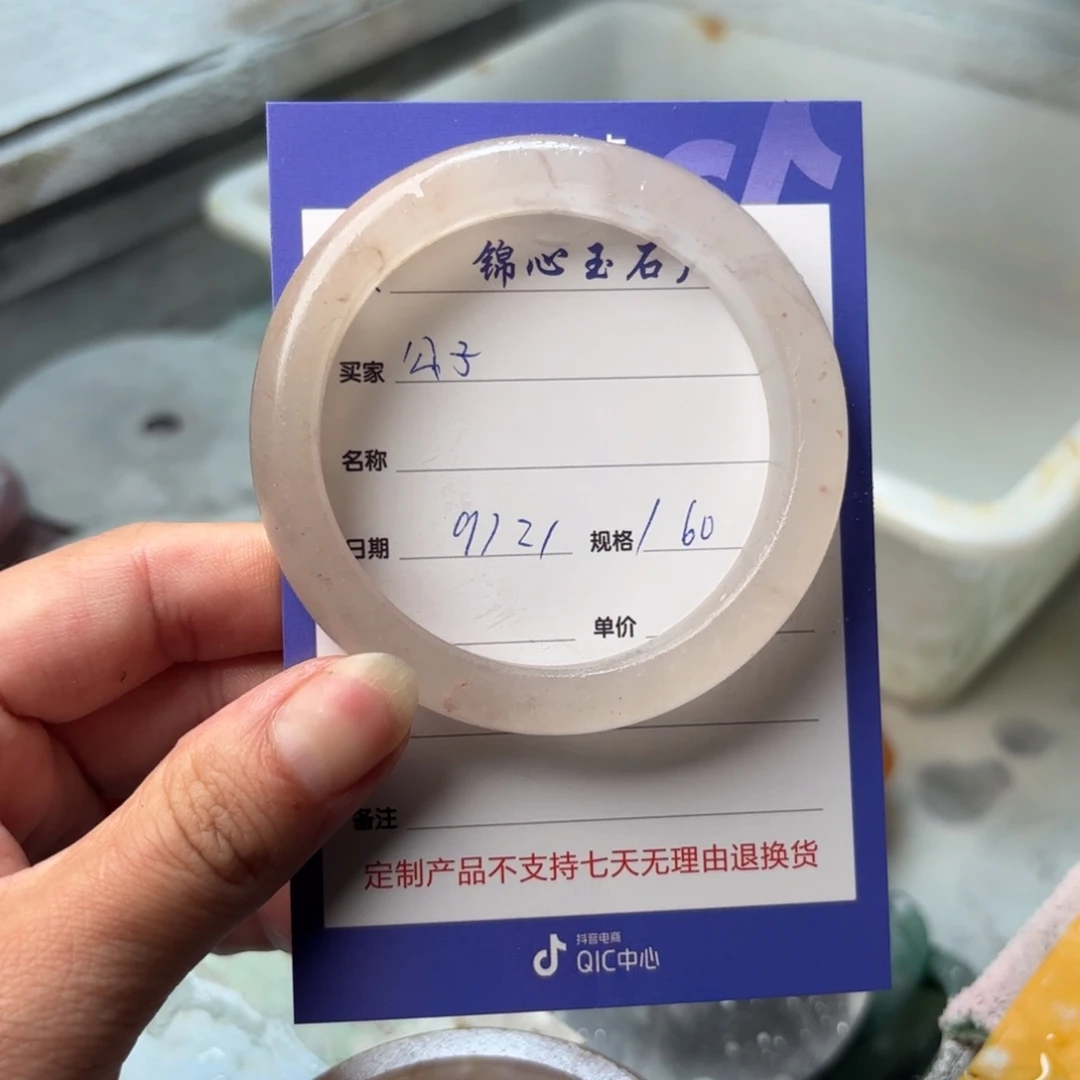 锦心玉石
买家 公子
名称
日期 9/21 规格/ 60
单价
备注
定制产品不支持七天无理由退换货
抖音电商
QIC中心